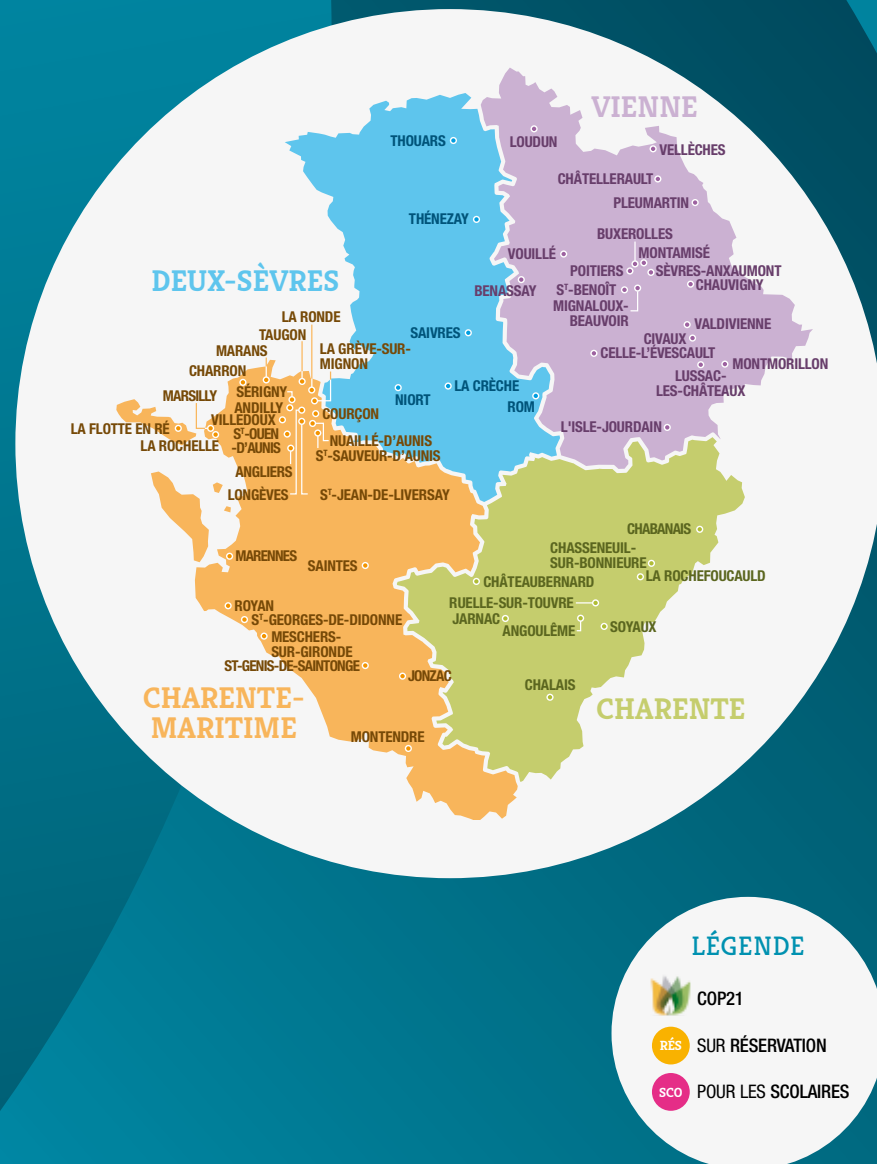 VIENNE
THOUARS
LOUDUN
VELLÈCHES
CHÂTELLERAULT
PLEUMARTIN
THÉNEZAY
BUXEROLLES
VOUILLÉ
MONTAMISÉ
POITIERS
SÈVRES-ANXAUMONT
BENASSAY
Sᵀ-BENOÎT
CHAUVIGNY
MIGNALOUX-
BEAUVOIR
VALDIVIENNE
CIVAUX
CELLE-L'ÉVESCAULT
MONTMORILLON
LUSSAC-
LES-CHÂTEAUX
L'ISLE-JOURDAIN
DEUX-SÈVRES
SAIVRES
LA CRÈCHE
NIORT
ROM
LA RONDE
TAUGON
MARANS
LA GRÈVE-SUR-
MIGNON
CHARRON
MARSILLY
SÉRIGNY
ANDILLY
COURÇON
VILLEDOUX
LA FLOTTE EN RÉ
Sᵀ-OUEN
-D'AUNIS
LA ROCHELLE
NUAILLÉ-D'AUNIS
Sᵀ-SAUVEUR-D'AUNIS
ANGLIERS
LONGÈVES
Sᵀ-JEAN-DE-LIVERSAY
MARENNES
SAINTES
ROYAN
Sᵀ-GEORGES-DE-DIDONNE
MESCHERS-
SUR-GIRONDE
ST-GENIS-DE-SAINTONGE
JONZAC
CHARENTE-
MARITIME
MONTENDRE
CHABANAIS
CHASSENEUIL-
SUR-BONNIEURE
LA ROCHEFOUCAULD
CHÂTEAUBERNARD
RUELLE-SUR-TOUVRE
JARNAC
ANGOULÊME
SOYAUX
CHALAIS
CHARENTE
LÉGENDE
COP21
RÉS SUR RÉSERVATION
SCO POUR LES SCOLAIRES